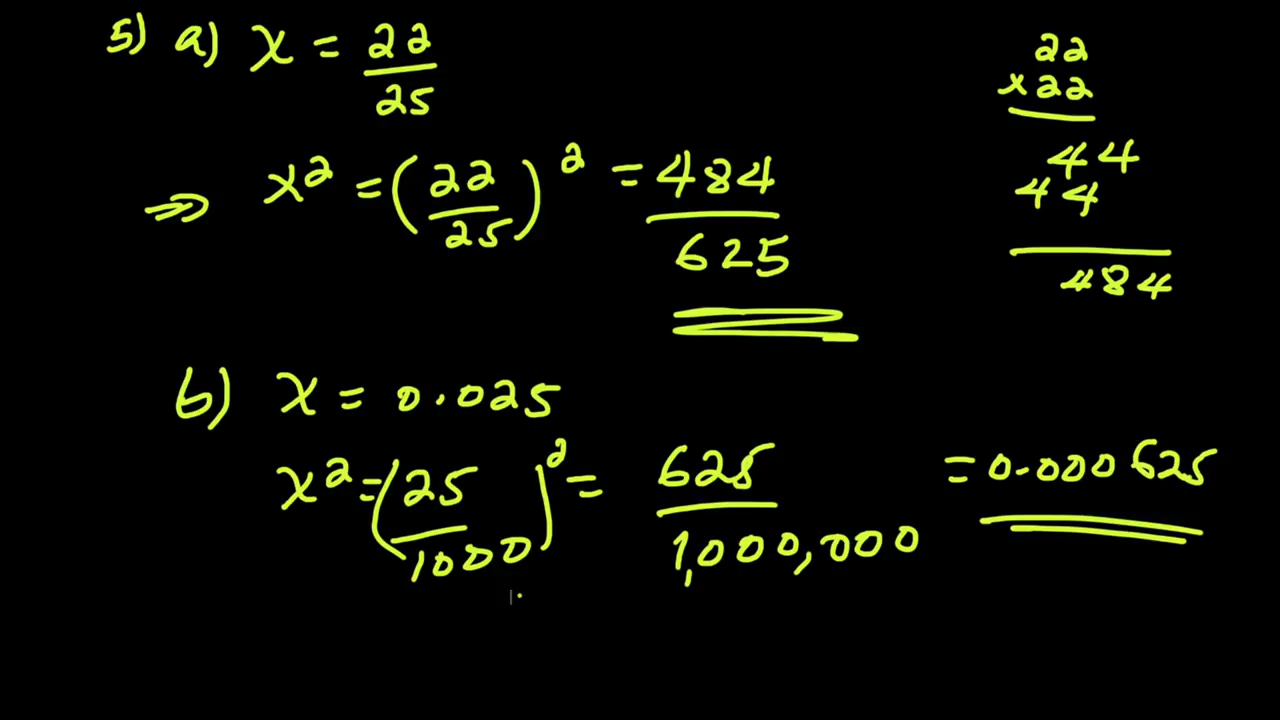 5) a) x = 22/25
⇒ x² = (22/25)² = 484/625
22
×22
44
44
484
b) x = 0.025
x² = (25/1000)² = 625/1,000,000 = 0.000625